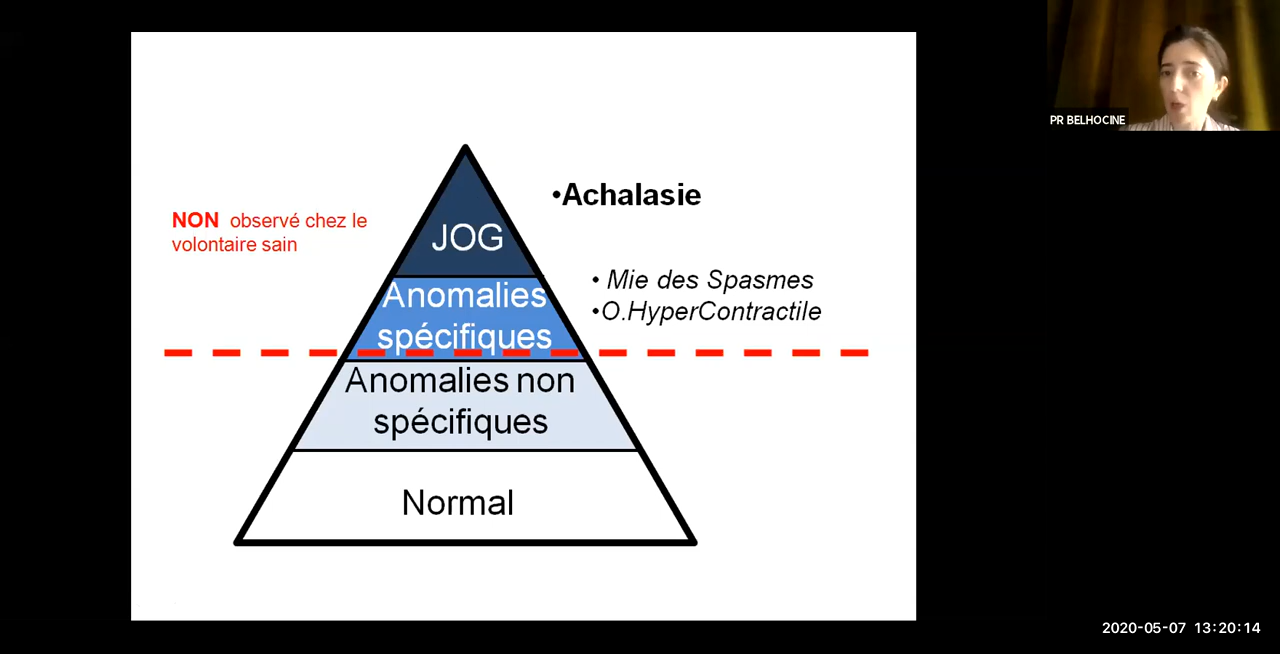 •Achalasie
NON observé chez le
volontaire sain
JOG
• Mie des Spasmes
•O.HyperContractile
Anomalies
spécifiques
Anomalies non
spécifiques
Normal
PR BELHOCINE
2020-05-07 13:20:14